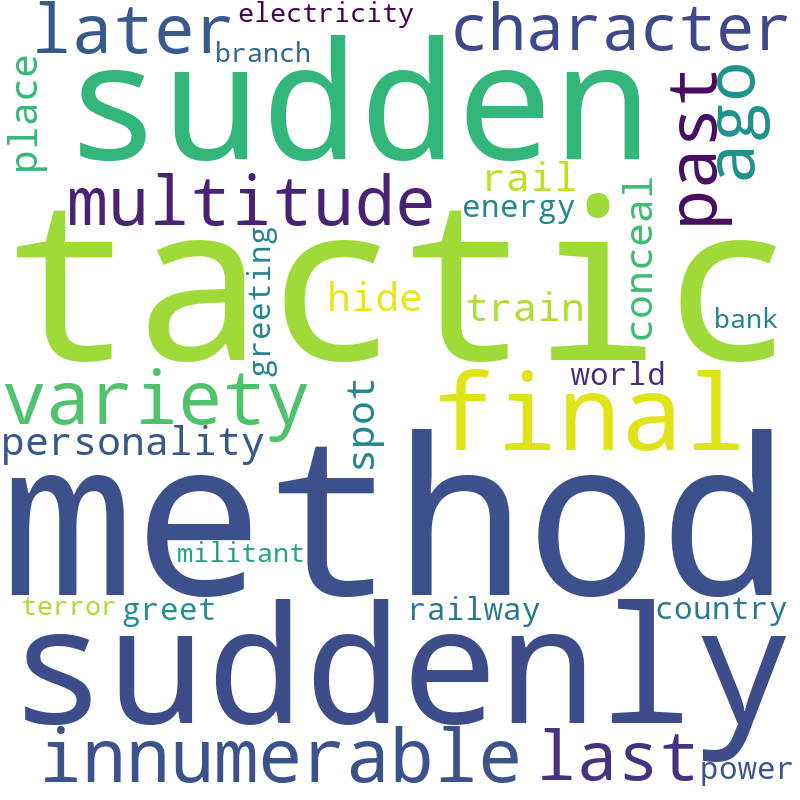 electricity
later
character
branch
sudden
place
past
ago
multitude
rail
energy
conceal
tactic
greeting
hide
train
bank
world
variety
final
spot
personality
method
militant
terror
greet
railway
country
suddenly
innumerable
last
power